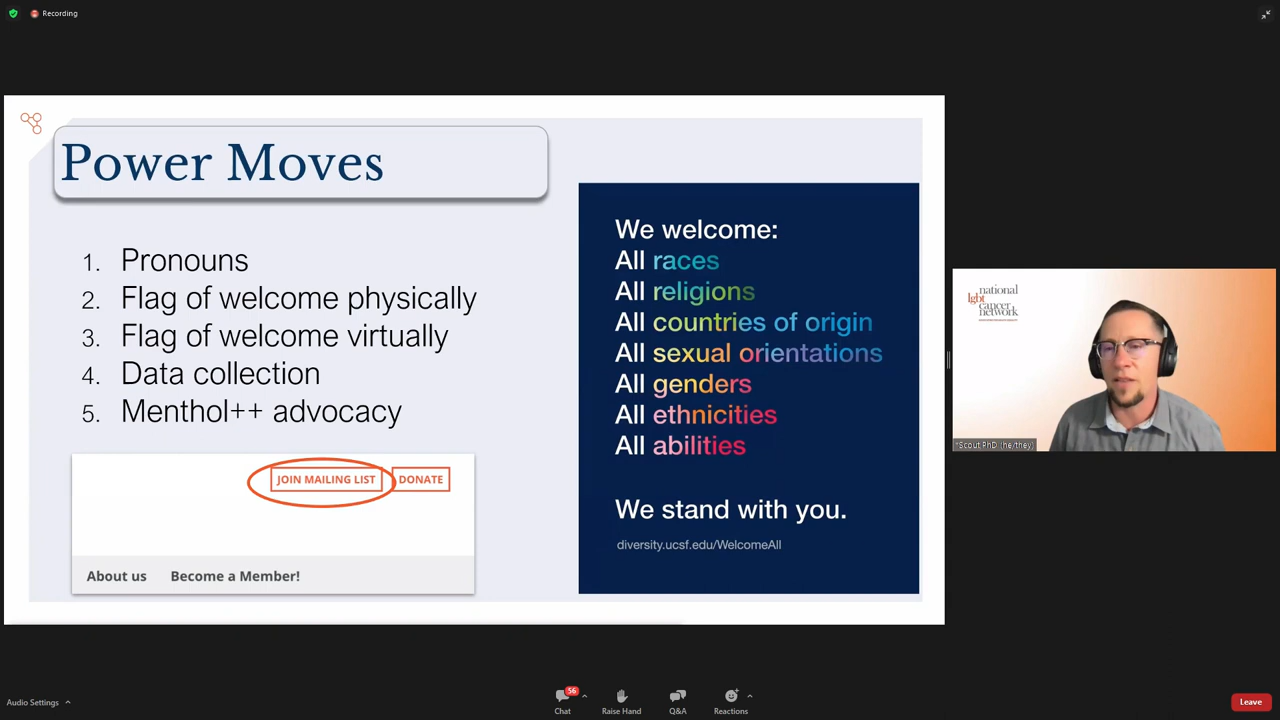 Recording
Power Moves
1. Pronouns
2. Flag of welcome physically
3. Flag of welcome virtually
4. Data collection
5. Menthol++ advocacy
JOIN MAILING LIST
DONATE
About us
Become a Member!
We welcome:
All races
All religions
All countries of origin
All sexual orientations
All genders
All ethnicities
All abilities
We stand with you.
diversity.ucsf.edu/WelcomeAll
national
lgbt
cancer
network
*Scout PhD (he/they)
Audio Settings
56
Chat
Raise Hand
Q&A
Reactions
Leave